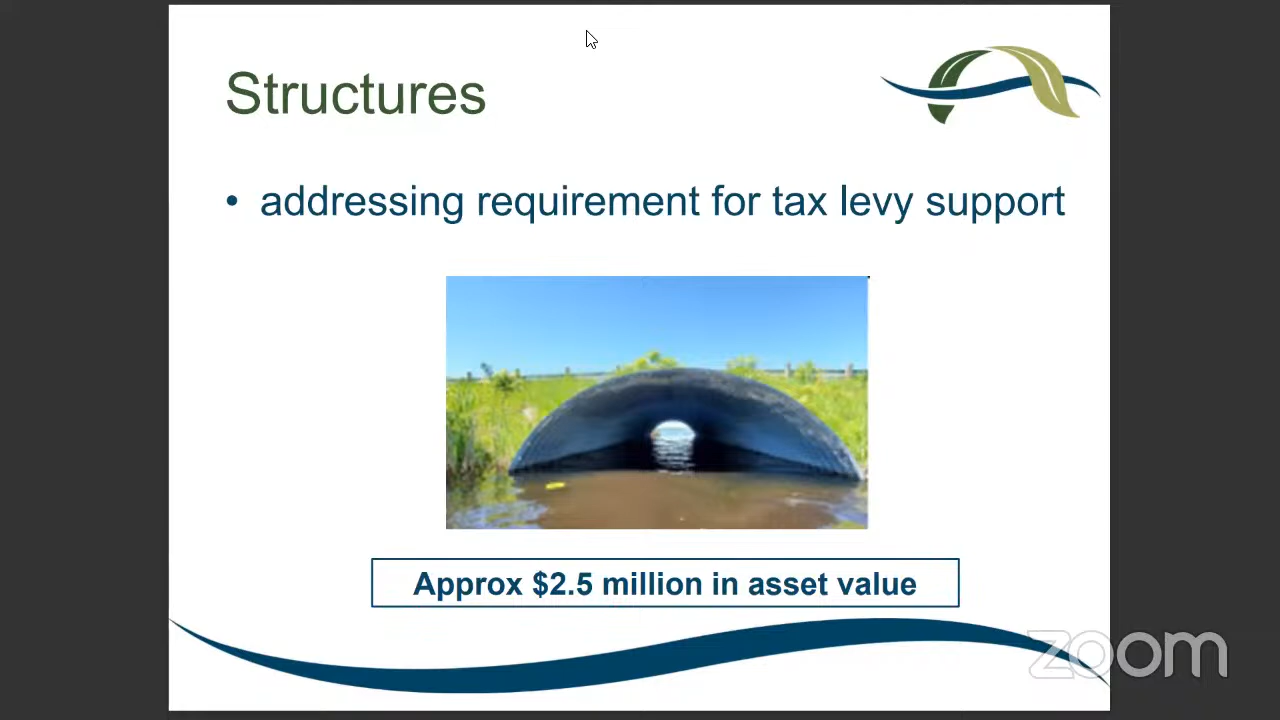 Structures
• addressing requirement for tax levy support
Approx $2.5 million in asset value
zoom